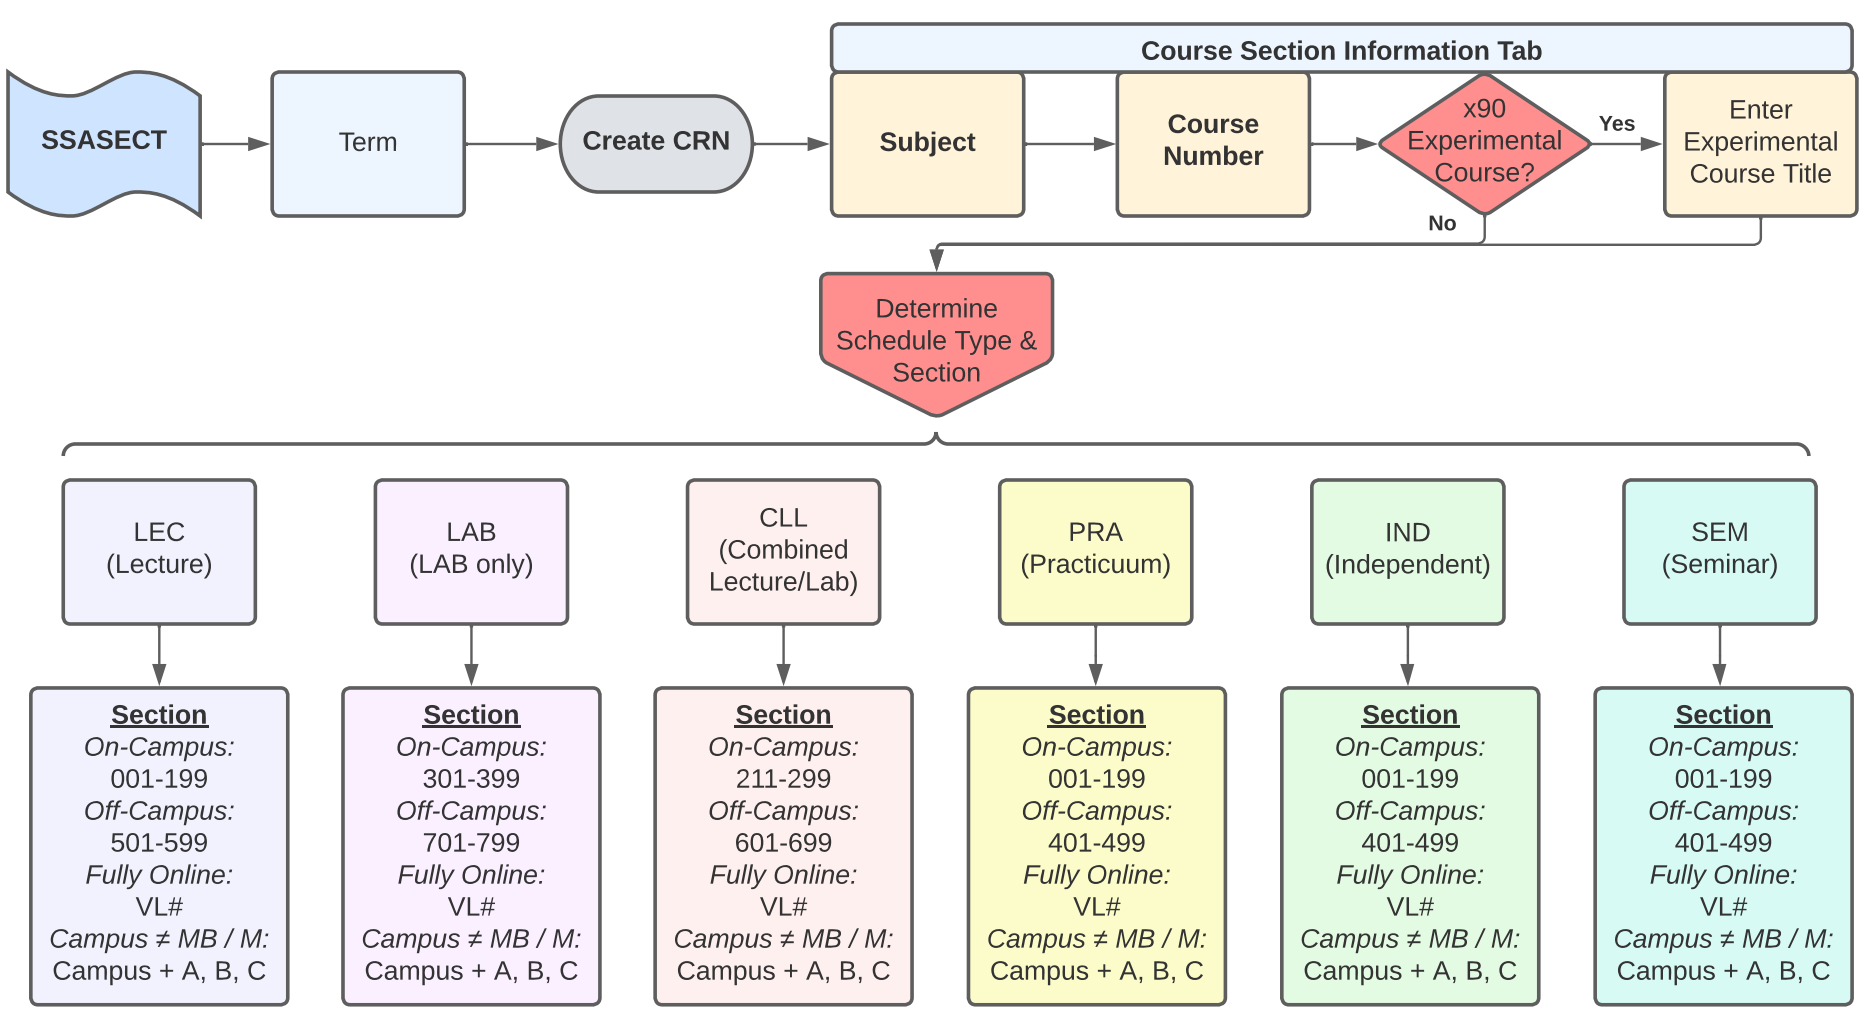 Course Section Information Tab
SSASECT
Term
Create CRN
Subject
Course
Number
x90
Experimental
Course?
Yes
Enter
Experimental
Course Title
No
Determine
Schedule Type &
Section
LEC
(Lecture)
LAB
(LAB only)
CLL
(Combined
Lecture/Lab)
PRA
(Practicuum)
IND
(Independent)
SEM
(Seminar)
Section
On-Campus:
001-199
Off-Campus:
501-599
Fully Online:
VL#
Campus ≠ MB / M:
Campus + A, B, C
Section
On-Campus:
301-399
Off-Campus:
701-799
Fully Online:
VL#
Campus ≠ MB / M:
Campus + A, B, C
Section
On-Campus:
211-299
Off-Campus:
601-699
Fully Online:
VL#
Campus ≠ MB / M:
Campus + A, B, C
Section
On-Campus:
001-199
Off-Campus:
401-499
Fully Online:
VL#
Campus ≠ MB / M:
Campus + A, B, C
Section
On-Campus:
001-199
Off-Campus:
401-499
Fully Online:
VL#
Campus ≠ MB / M:
Campus + A, B, C
Section
On-Campus:
001-199
Off-Campus:
401-499
Fully Online:
VL#
Campus ≠ MB / M:
Campus + A, B, C